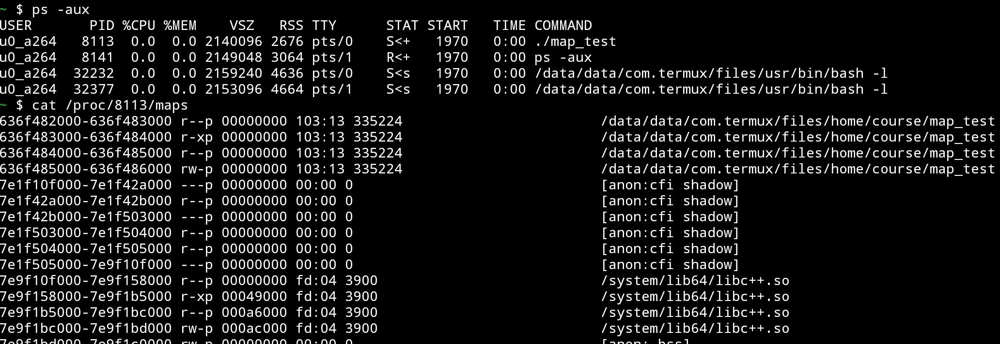 ~ $ ps -aux
USER       PID %CPU %MEM    VSZ   RSS TTY      STAT START   TIME COMMAND
u0_a264   8113  0.0  0.0 2140096 2676 pts/0    S<+   1970   0:00 ./map_test
u0_a264   8141  0.0  0.0 2149048 3064 pts/1    R<+   1970   0:00 ps -aux
u0_a264  32232  0.0  0.0 2159240 4636 pts/0    S<s   1970   0:00 /data/data/com.termux/files/usr/bin/bash -l
u0_a264  32377  0.0  0.0 2153096 4664 pts/1    S<s   1970   0:00 /data/data/com.termux/files/usr/bin/bash -l
~ $ cat /proc/8113/maps
636f482000-636f483000 r--p 00000000 103:13 335224                        /data/data/com.termux/files/home/course/map_test
636f483000-636f484000 r-xp 00000000 103:13 335224                        /data/data/com.termux/files/home/course/map_test
636f484000-636f485000 r--p 00000000 103:13 335224                        /data/data/com.termux/files/home/course/map_test
636f485000-636f486000 rw-p 00000000 103:13 335224                        /data/data/com.termux/files/home/course/map_test
7e1f10f000-7e1f42a000 ---p 00000000 00:00 0                              [anon:cfi shadow]
7e1f42a000-7e1f42b000 r--p 00000000 00:00 0                              [anon:cfi shadow]
7e1f42b000-7e1f503000 ---p 00000000 00:00 0                              [anon:cfi shadow]
7e1f503000-7e1f504000 r--p 00000000 00:00 0                              [anon:cfi shadow]
7e1f504000-7e1f505000 r--p 00000000 00:00 0                              [anon:cfi shadow]
7e1f505000-7e9f10f000 ---p 00000000 00:00 0                              [anon:cfi shadow]
7e9f10f000-7e9f158000 r--p 00000000 fd:04 3900                           /system/lib64/libc++.so
7e9f158000-7e9f1b5000 r-xp 00049000 fd:04 3900                           /system/lib64/libc++.so
7e9f1b5000-7e9f1bc000 r--p 000a6000 fd:04 3900                           /system/lib64/libc++.so
7e9f1bc000-7e9f1bd000 rw-p 000ac000 fd:04 3900                           /system/lib64/libc++.so
7e9f1bd000-7e9f1c0000 rw-p 00000000 00:00 0                              [anon:.bss]